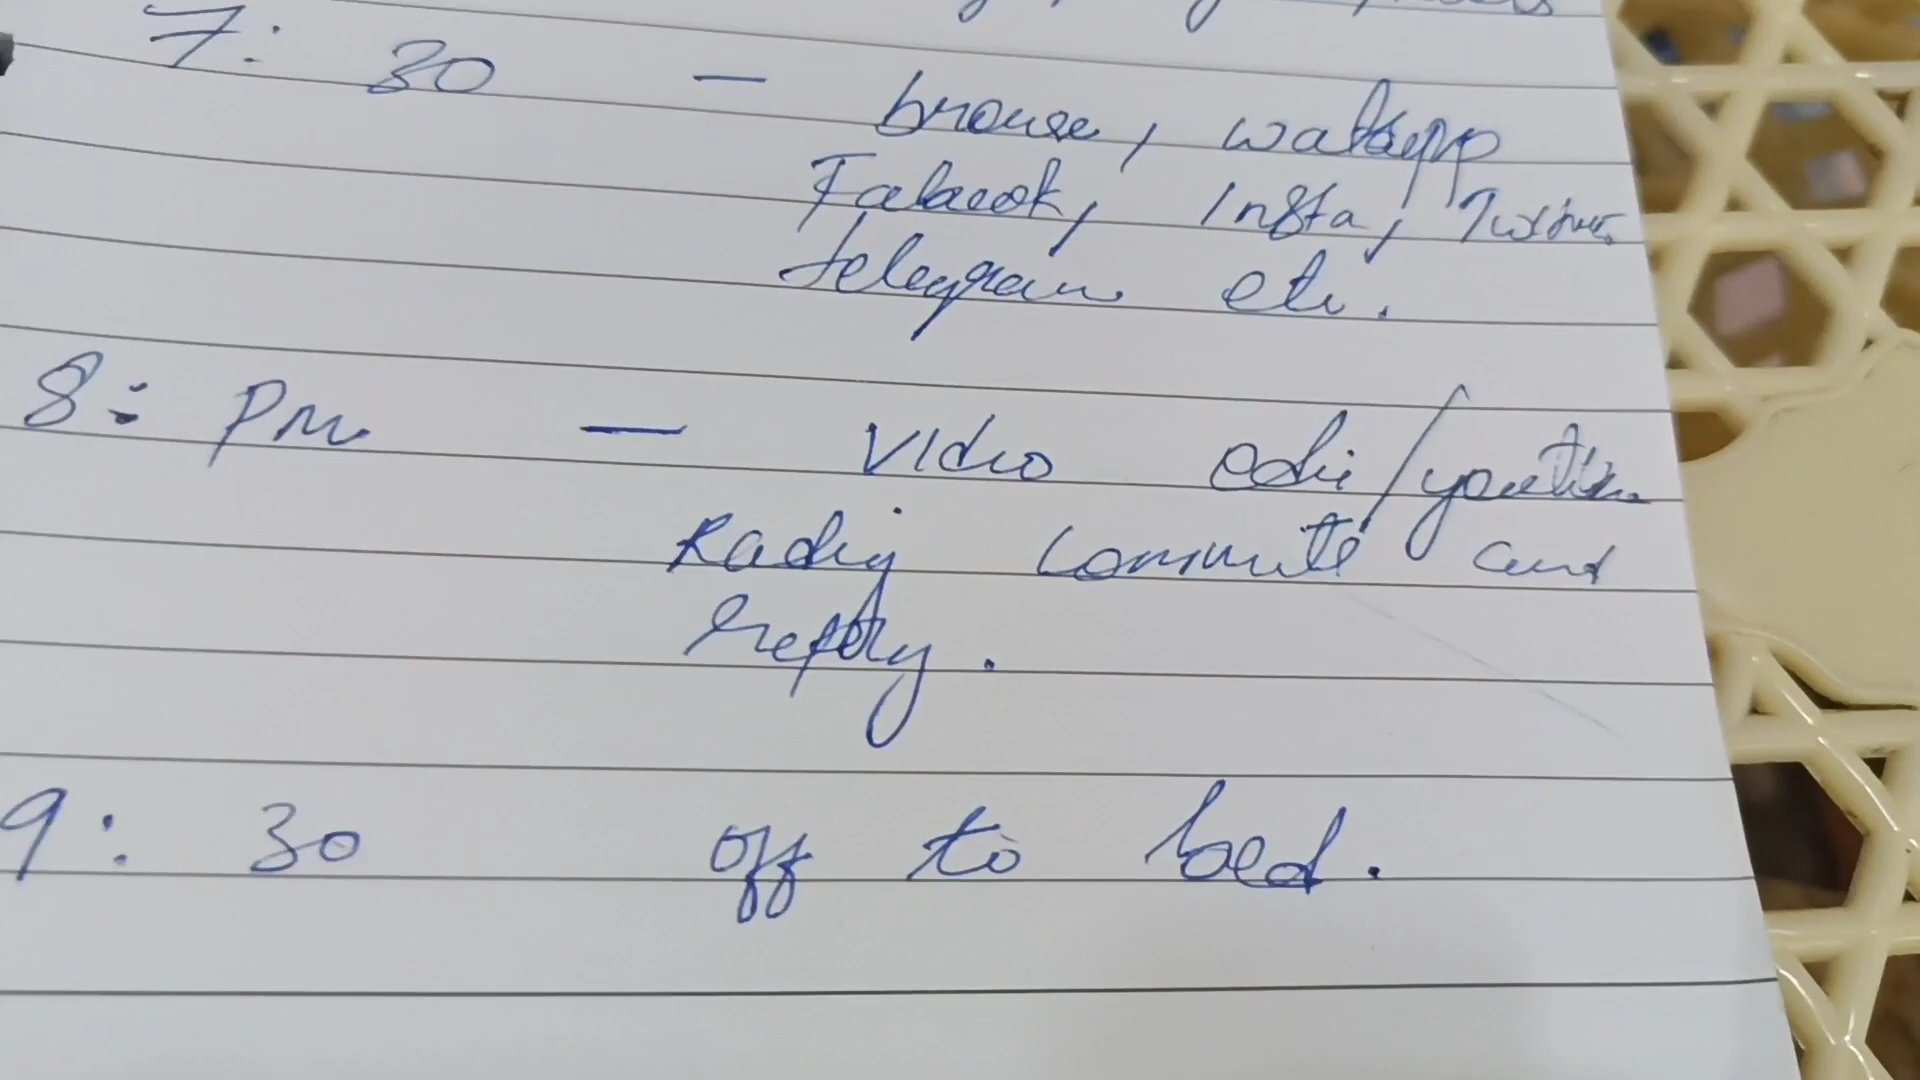 7: 30 — browse, watsapp
Facebook, Insta, Twitter
telegram etc.
8: pm — video edit/youtube
Reading comments and
replying.
9: 30 off to bed.